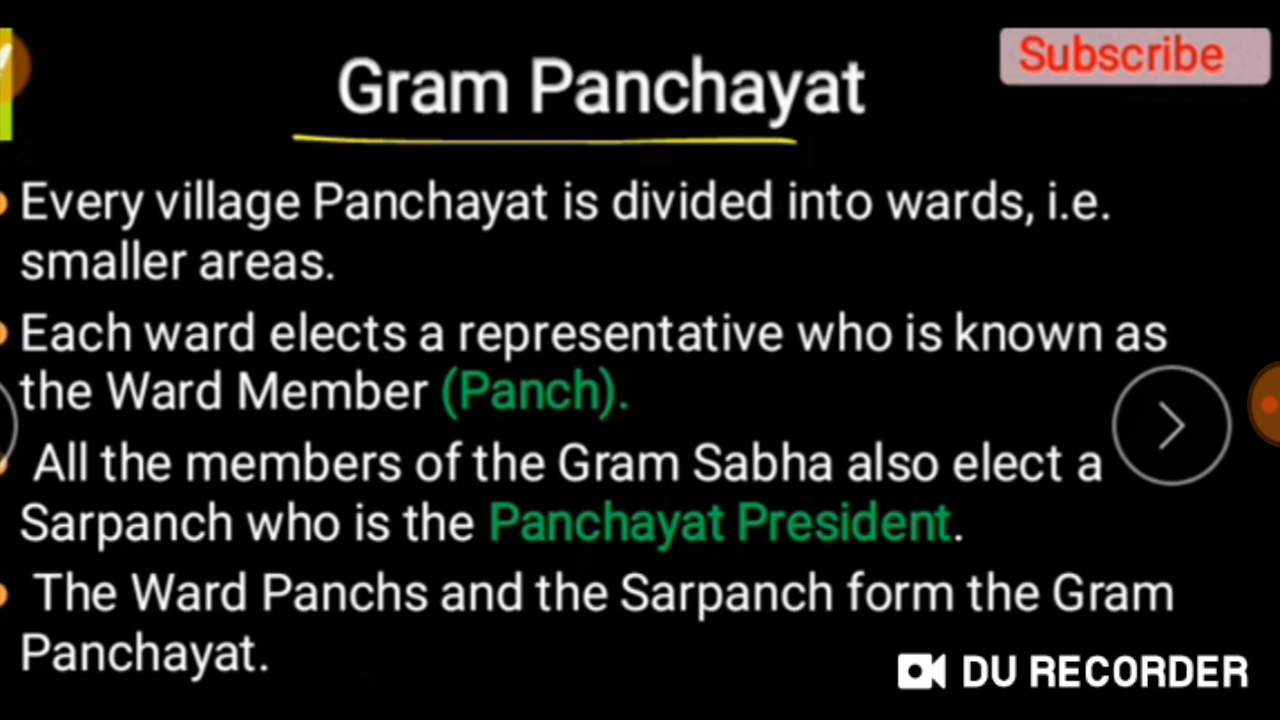 Gram Panchayat
Subscribe
Every village Panchayat is divided into wards, i.e.
smaller areas.
Each ward elects a representative who is known as
the Ward Member (Panch).
All the members of the Gram Sabha also elect a
Sarpanch who is the Panchayat President.
The Ward Panchs and the Sarpanch form the Gram
Panchayat.
DU RECORDER